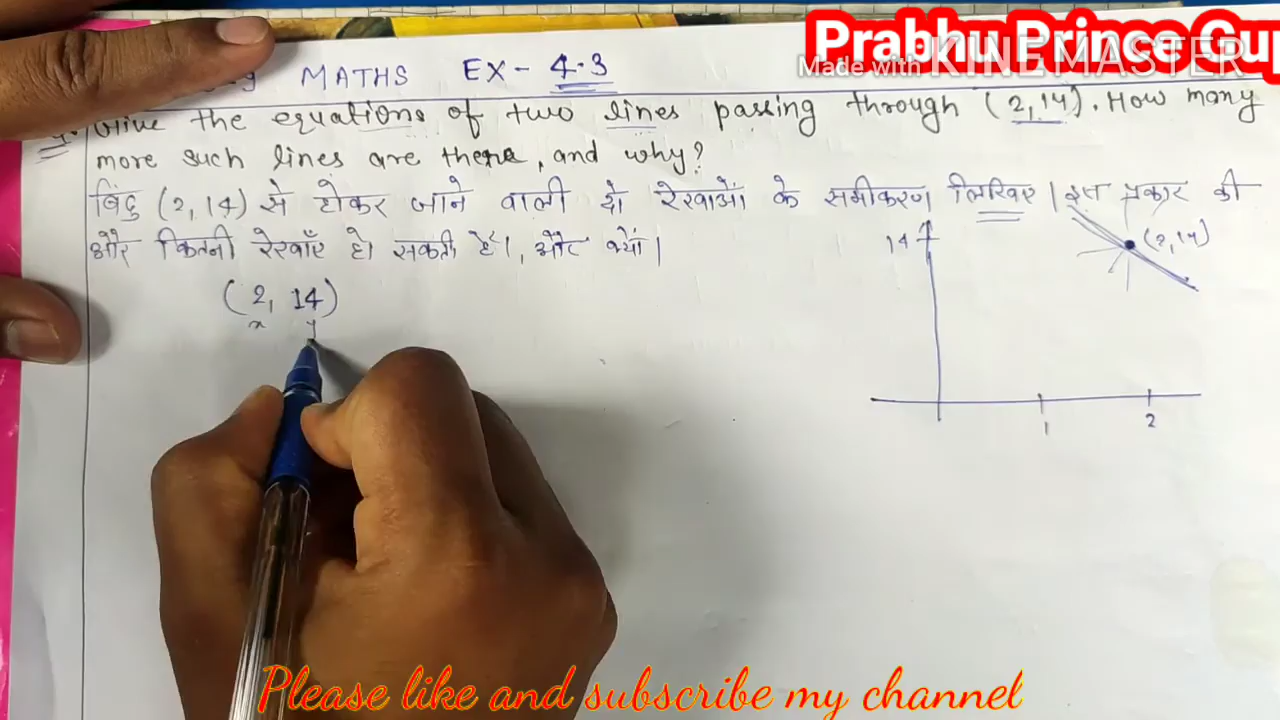 Prabhu Prince Gup
Made with KINEMASTER
MATHS EX- 4.3
Give the equations of two lines passing through (2,14). How many
more such lines are there, and why?
बिंदु (2,14) से होकर जाने वाली दो रेखाओं के समीकरण लिखिए। इस प्रकार की
और कितनी रेखाएँ हो सकती हैं।, और क्यों।
14
(2,14)
(2, 14)
x y
1 2
Please like and subscribe my channel